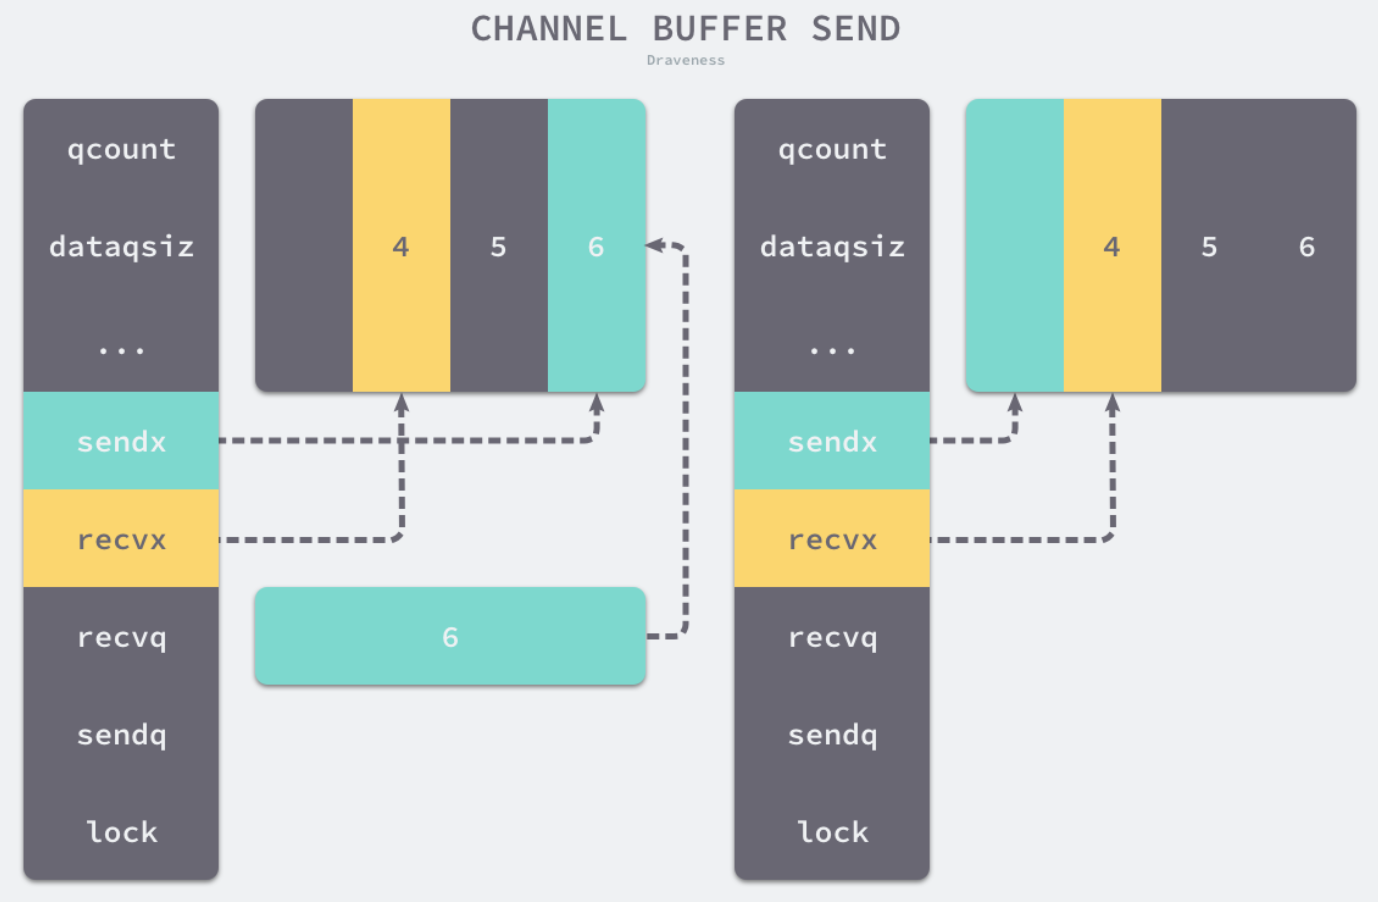 CHANNEL BUFFER SEND
Draveness
qcount
dataqsiz
...
sendx
recvx
recvq
sendq
lock
4 5 6
6
qcount
dataqsiz
...
sendx
recvx
recvq
sendq
lock
4 5 6